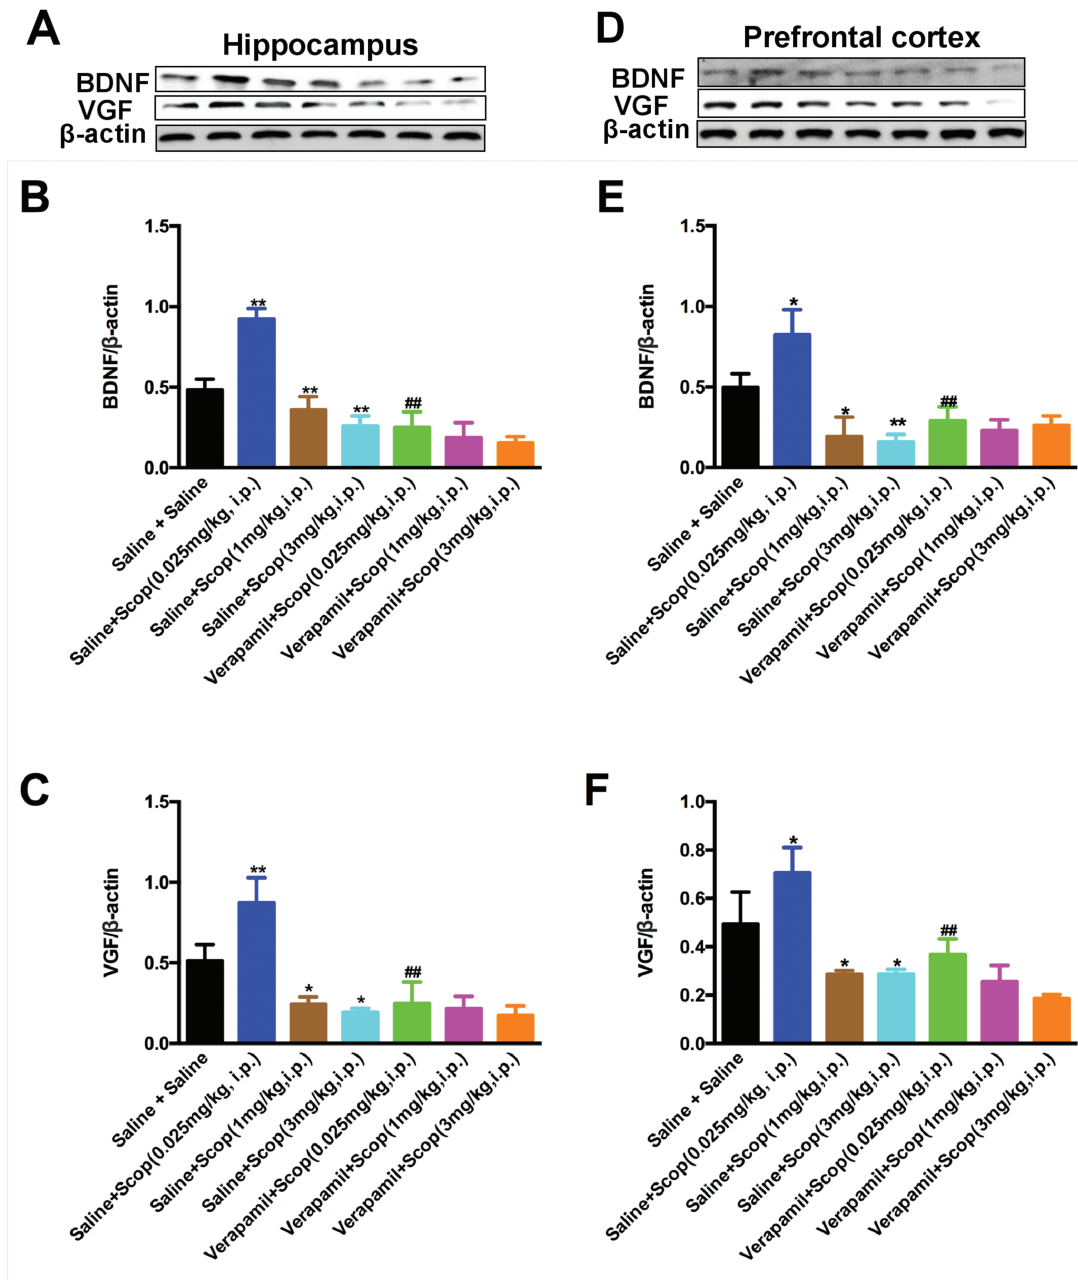 A
Hippocampus
BDNF
VGF
β-actin
D
Prefrontal cortex
BDNF
VGF
β-actin
B
BDNF/β-actin
1.5
1.0
0.5
0.0
**
**
**
##
Saline + Saline
Saline+Scop(0.025mg/kg, i.p.)
Saline+Scop(1mg/kg,i.p.)
Saline+Scop(3mg/kg,i.p.)
Verapamil+Scop(0.025mg/kg,i.p.)
Verapamil+Scop(1mg/kg,i.p.)
Verapamil+Scop(3mg/kg,i.p.)
E
BDNF/β-actin
1.5
1.0
0.5
0.0
*
*
**
##
Saline + Saline
Saline+Scop(0.025mg/kg, i.p.)
Saline+Scop(1mg/kg,i.p.)
Saline+Scop(3mg/kg,i.p.)
Verapamil+Scop(0.025mg/kg,i.p.)
Verapamil+Scop(1mg/kg,i.p.)
Verapamil+Scop(3mg/kg,i.p.)
C
VGF/β-actin
1.5
1.0
0.5
0.0
**
*
*
##
Saline + Saline
Saline+Scop(0.025mg/kg, i.p.)
Saline+Scop(1mg/kg,i.p.)
Saline+Scop(3mg/kg,i.p.)
Verapamil+Scop(0.025mg/kg,i.p.)
Verapamil+Scop(1mg/kg,i.p.)
Verapamil+Scop(3mg/kg,i.p.)
F
VGF/β-actin
1.0
0.8
0.6
0.4
0.2
0.0
*
*
*
##
Saline + Saline
Saline+Scop(0.025mg/kg, i.p.)
Saline+Scop(1mg/kg,i.p.)
Saline+Scop(3mg/kg,i.p.)
Verapamil+Scop(0.025mg/kg,i.p.)
Verapamil+Scop(1mg/kg,i.p.)
Verapamil+Scop(3mg/kg,i.p.)